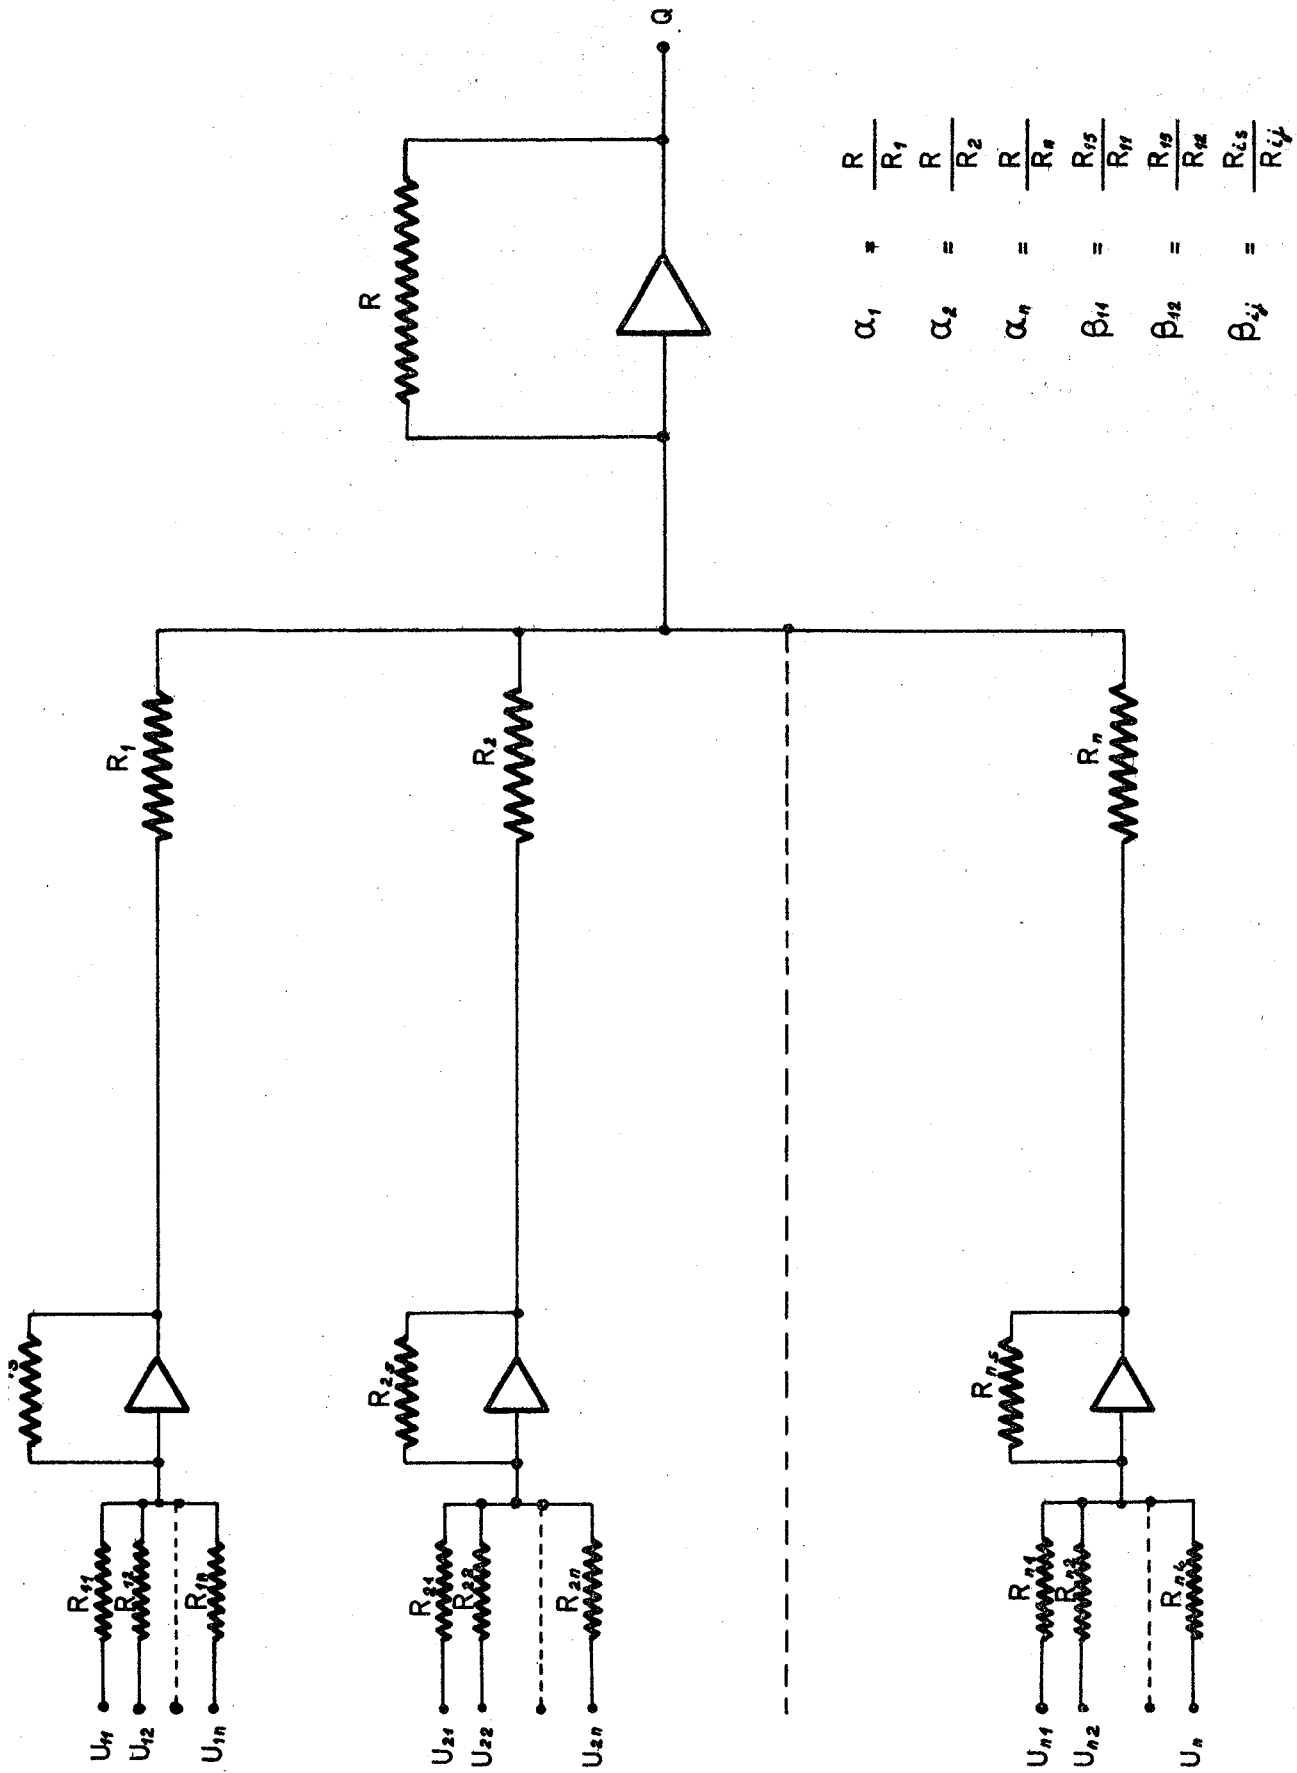 R₁
R₂
Rₙ
R
Q
R₂ₛ
Rₙₛ
R₁₁
R₁₂
R₁ₙ
R₂₁
R₂₂
R₂ₙ
Rₙ₁
Rₙ₂
U₁₁
U₁₂
U₁ₙ
U₂₁
U₂₂
U₂ₙ
Uₙ₁
Uₙ₂
Uₙ
α₁ = R / R₁
α₂ = R / R₂
αₙ = R / Rₙ
β₁₁ = R₁ₛ / R₁₁
β₁₂ = R₁ₛ / R₁₂
βᵢⱼ = Rᵢₛ / Rᵢⱼ